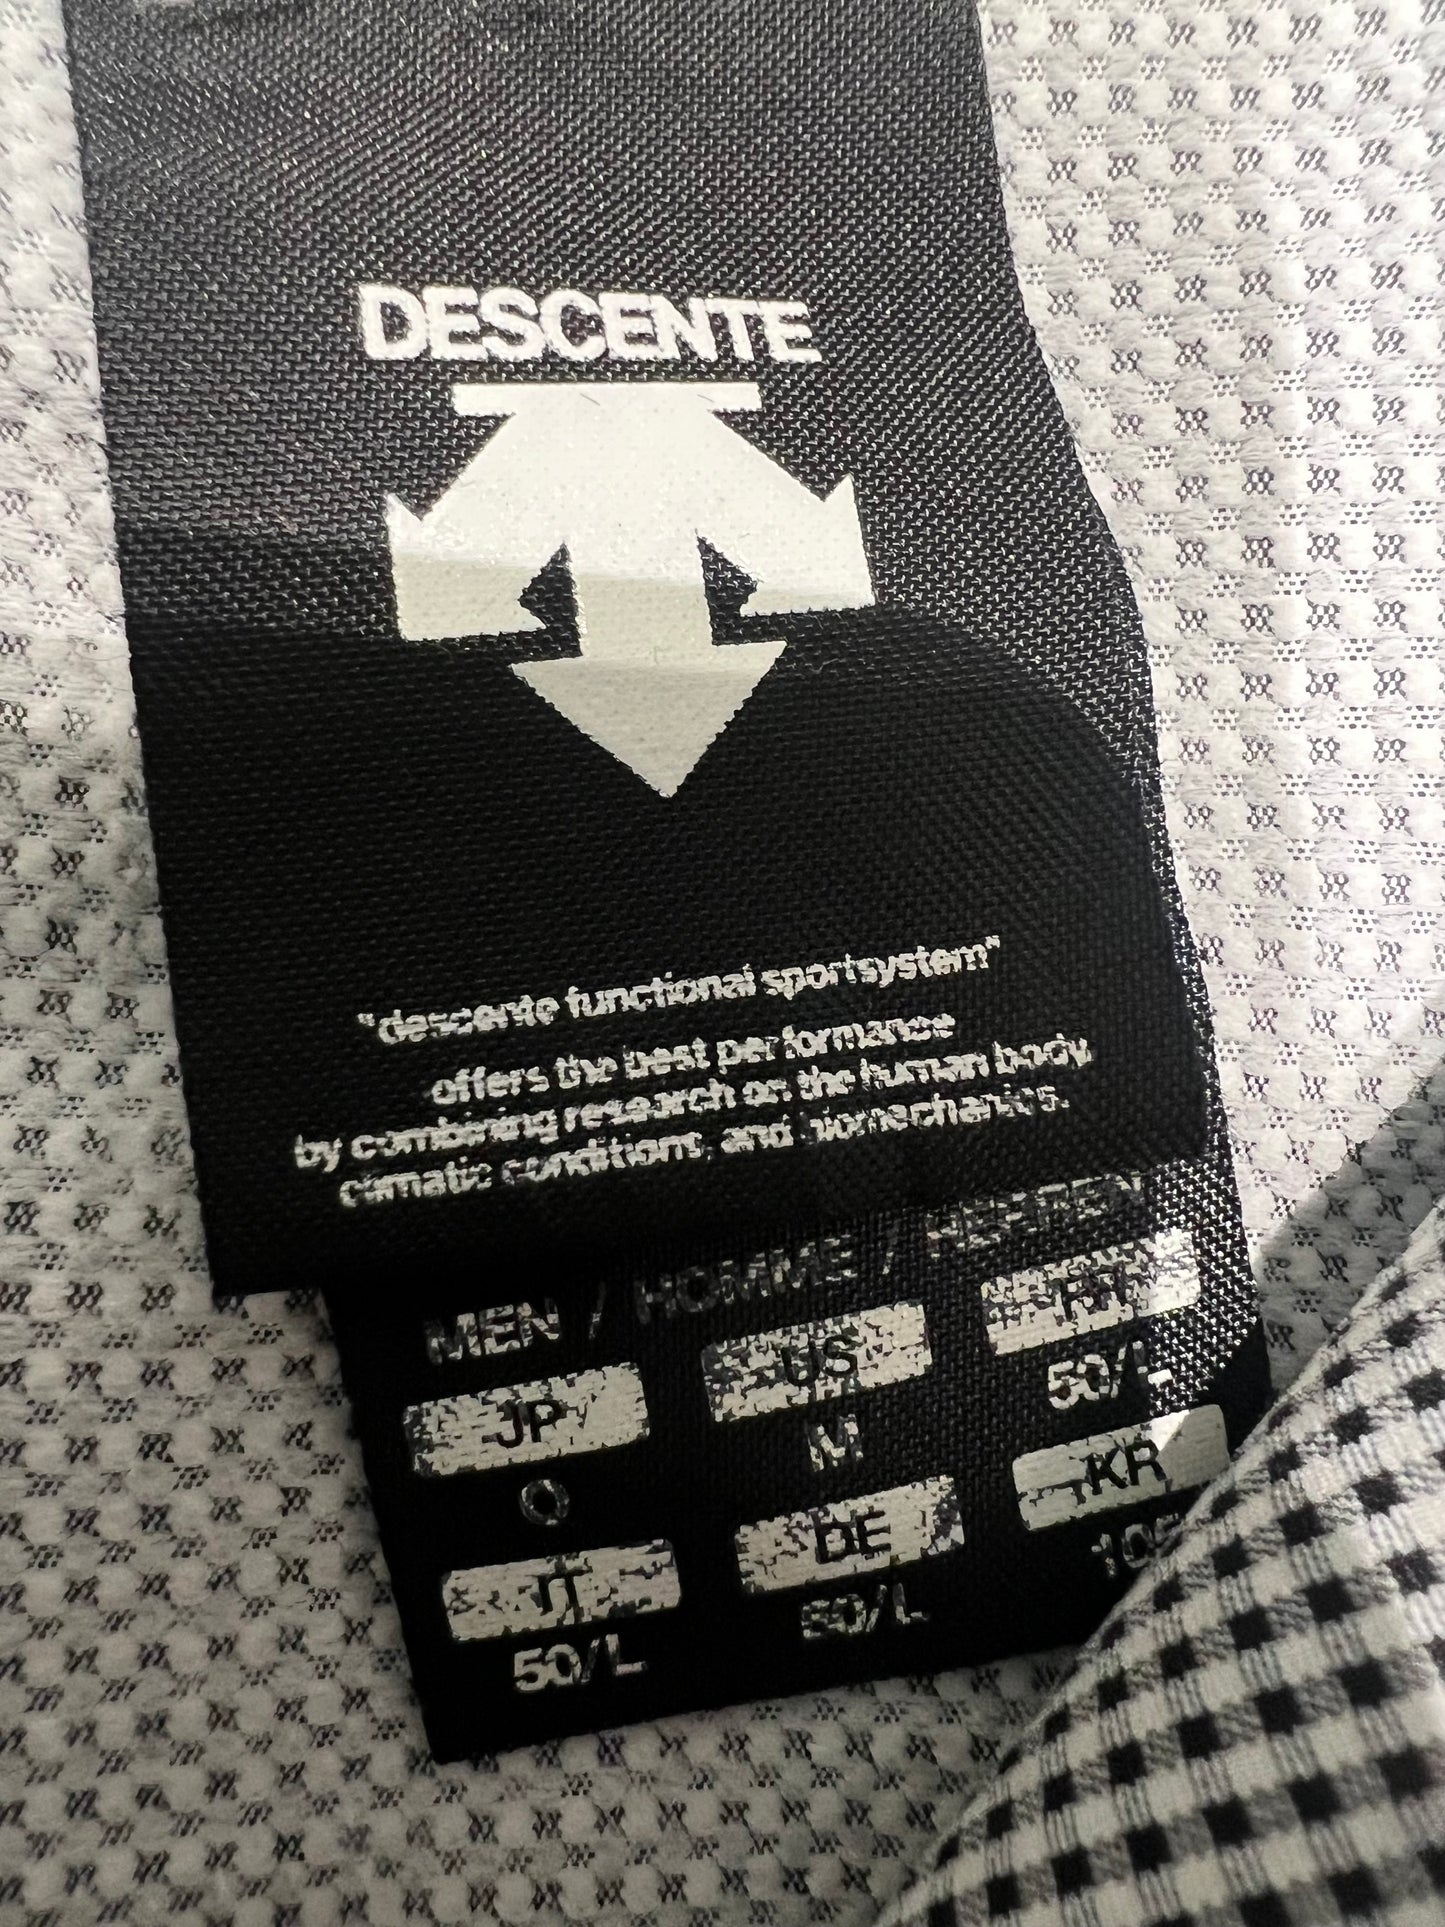 DESCENTE
"descente functional sportsystem"
offers the best performance
by combining research on the human body,
climatic conditions, and biomechanics.
MEN / HOMME / HERREN
JP US
O M 50/L
IT DE KR
50/L 50/L